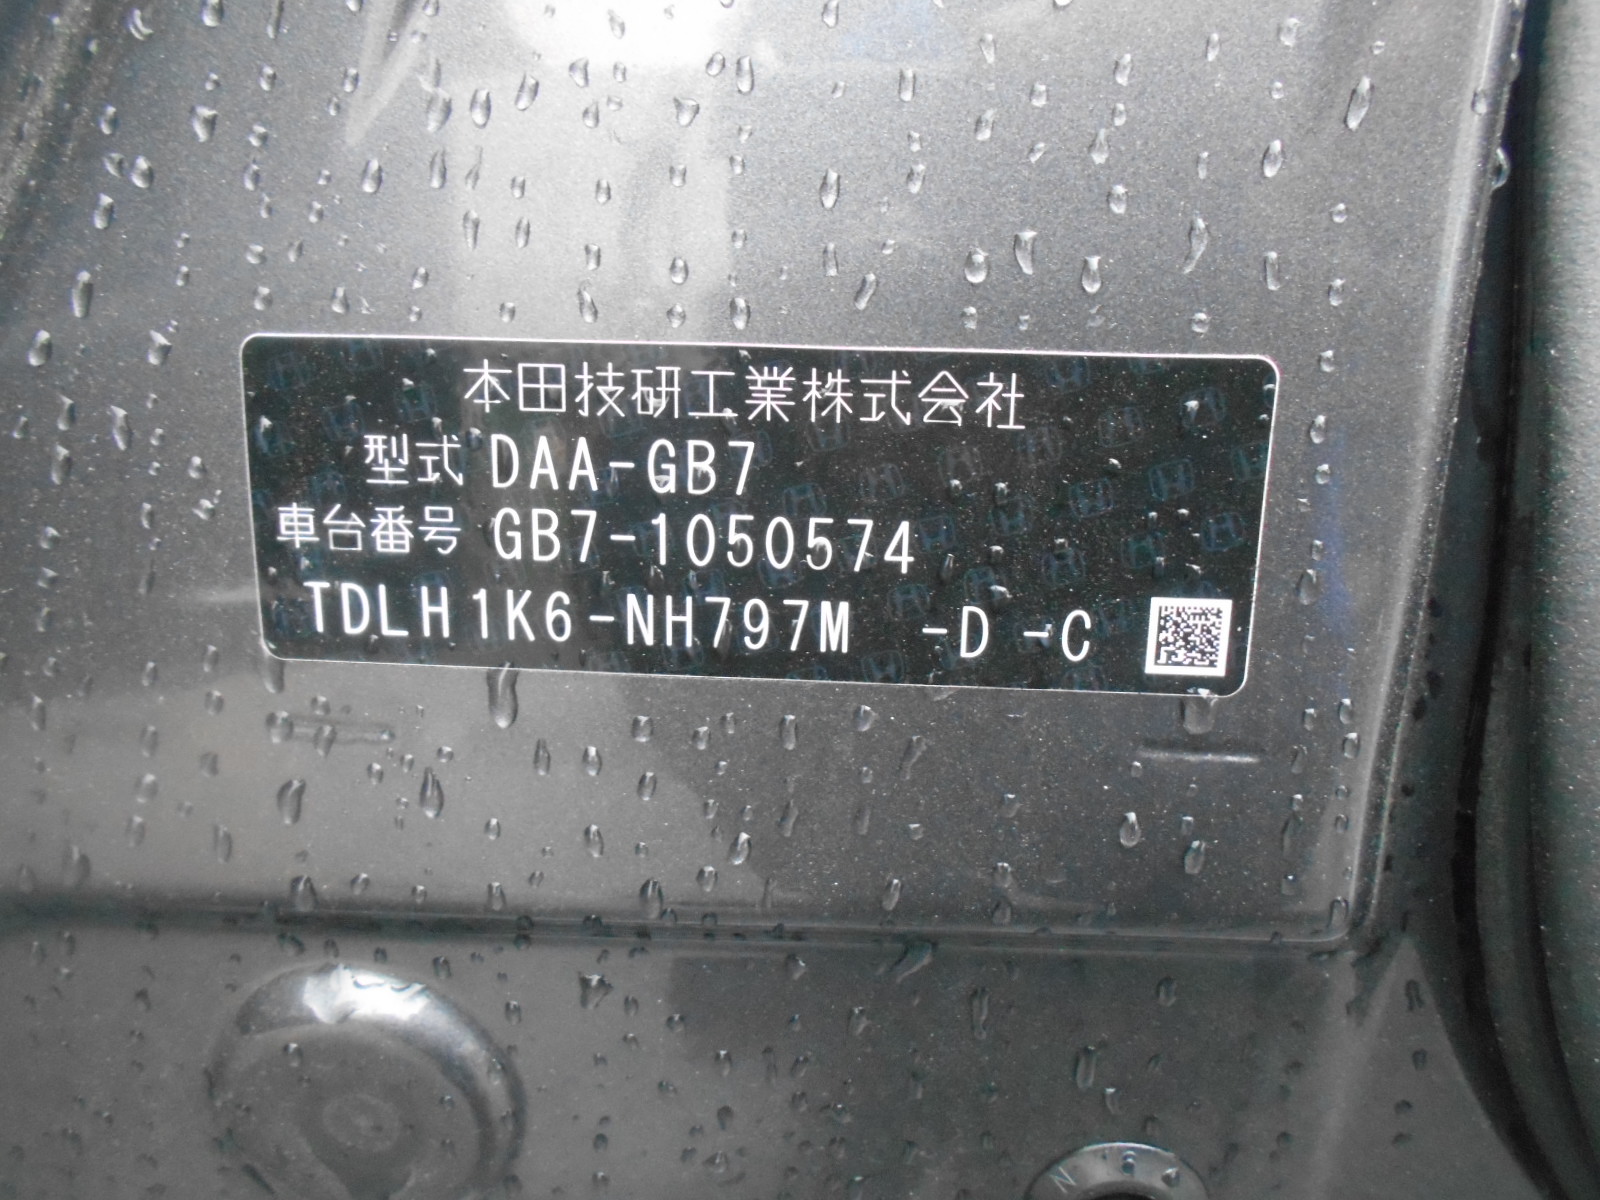 本田技研工業株式会社
型式 DAA-GB7
車台番号 GB7-1050574
TDLH1K6-NH797M -D -C